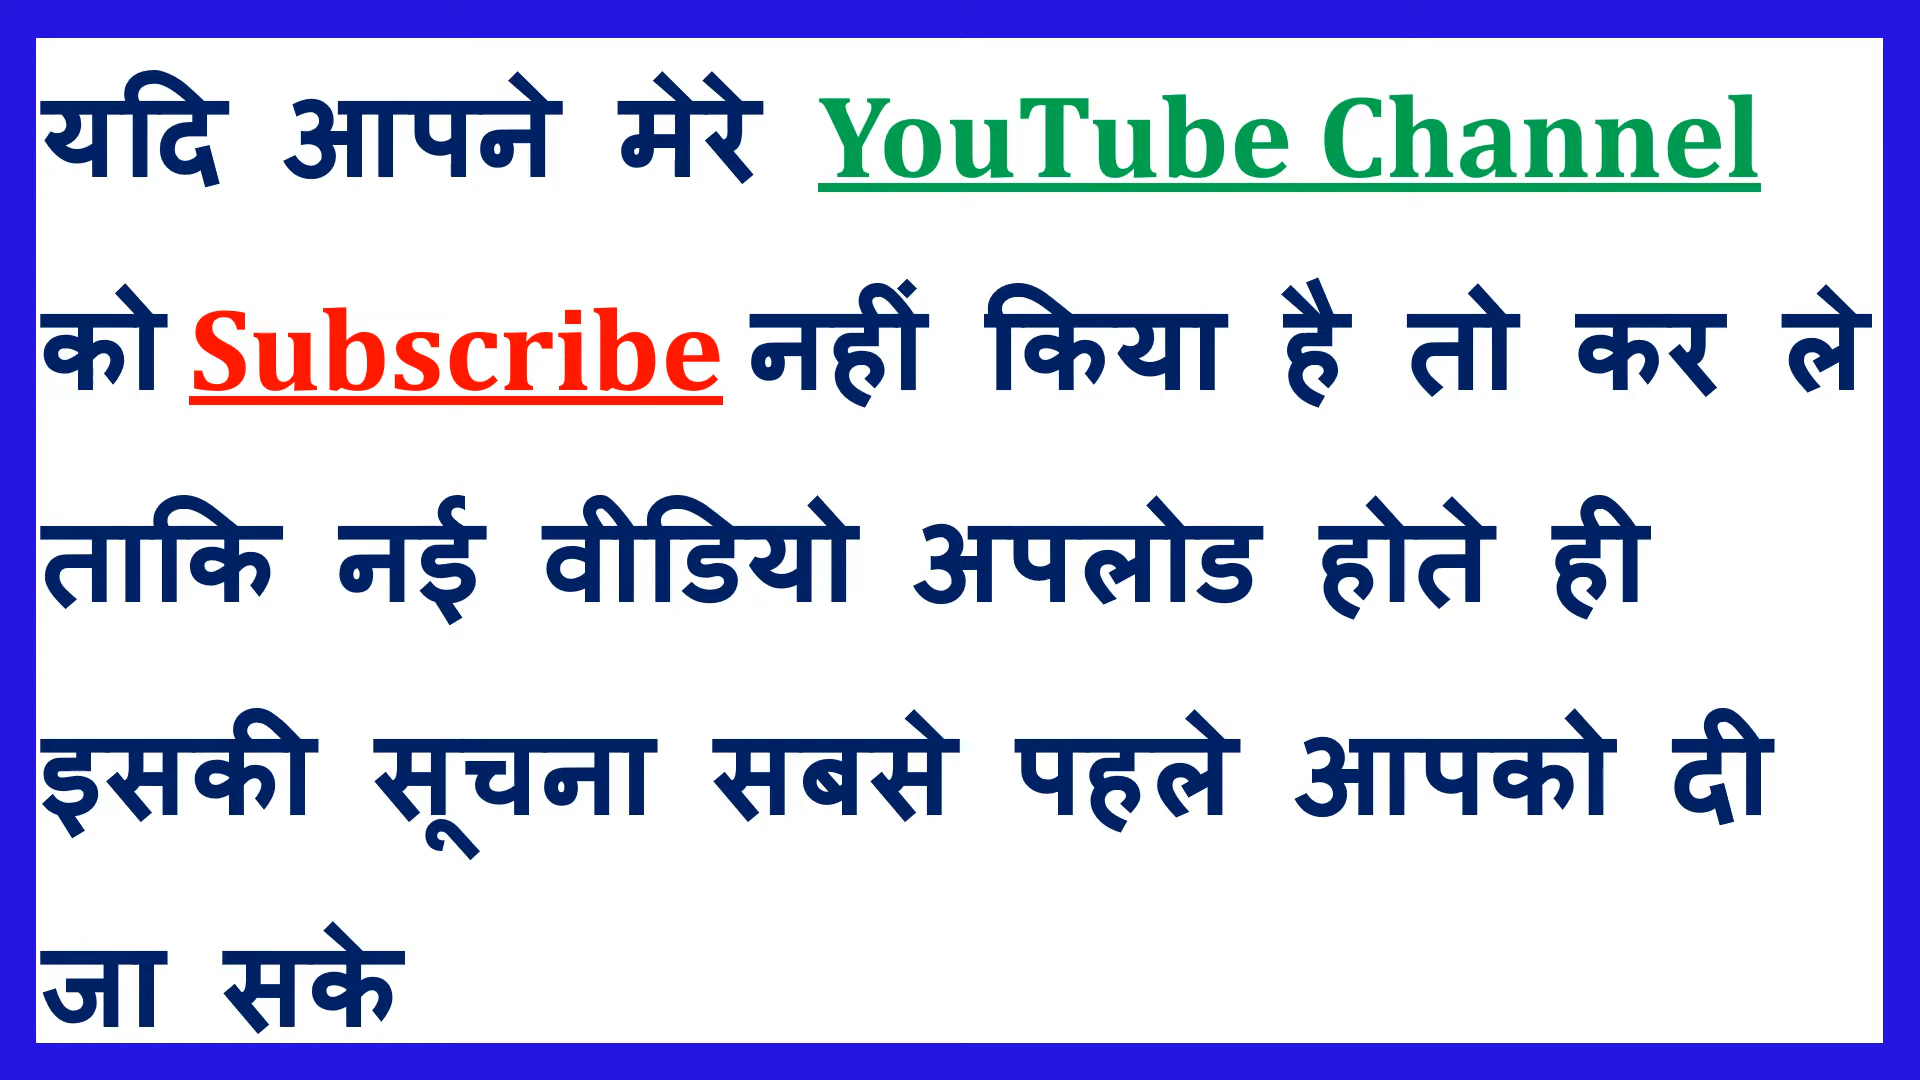 यदि आपने मेरे YouTube Channel
को Subscribe नहीं किया है तो कर ले
ताकि नई वीडियो अपलोड होते ही
इसकी सूचना सबसे पहले आपको दी
जा सके